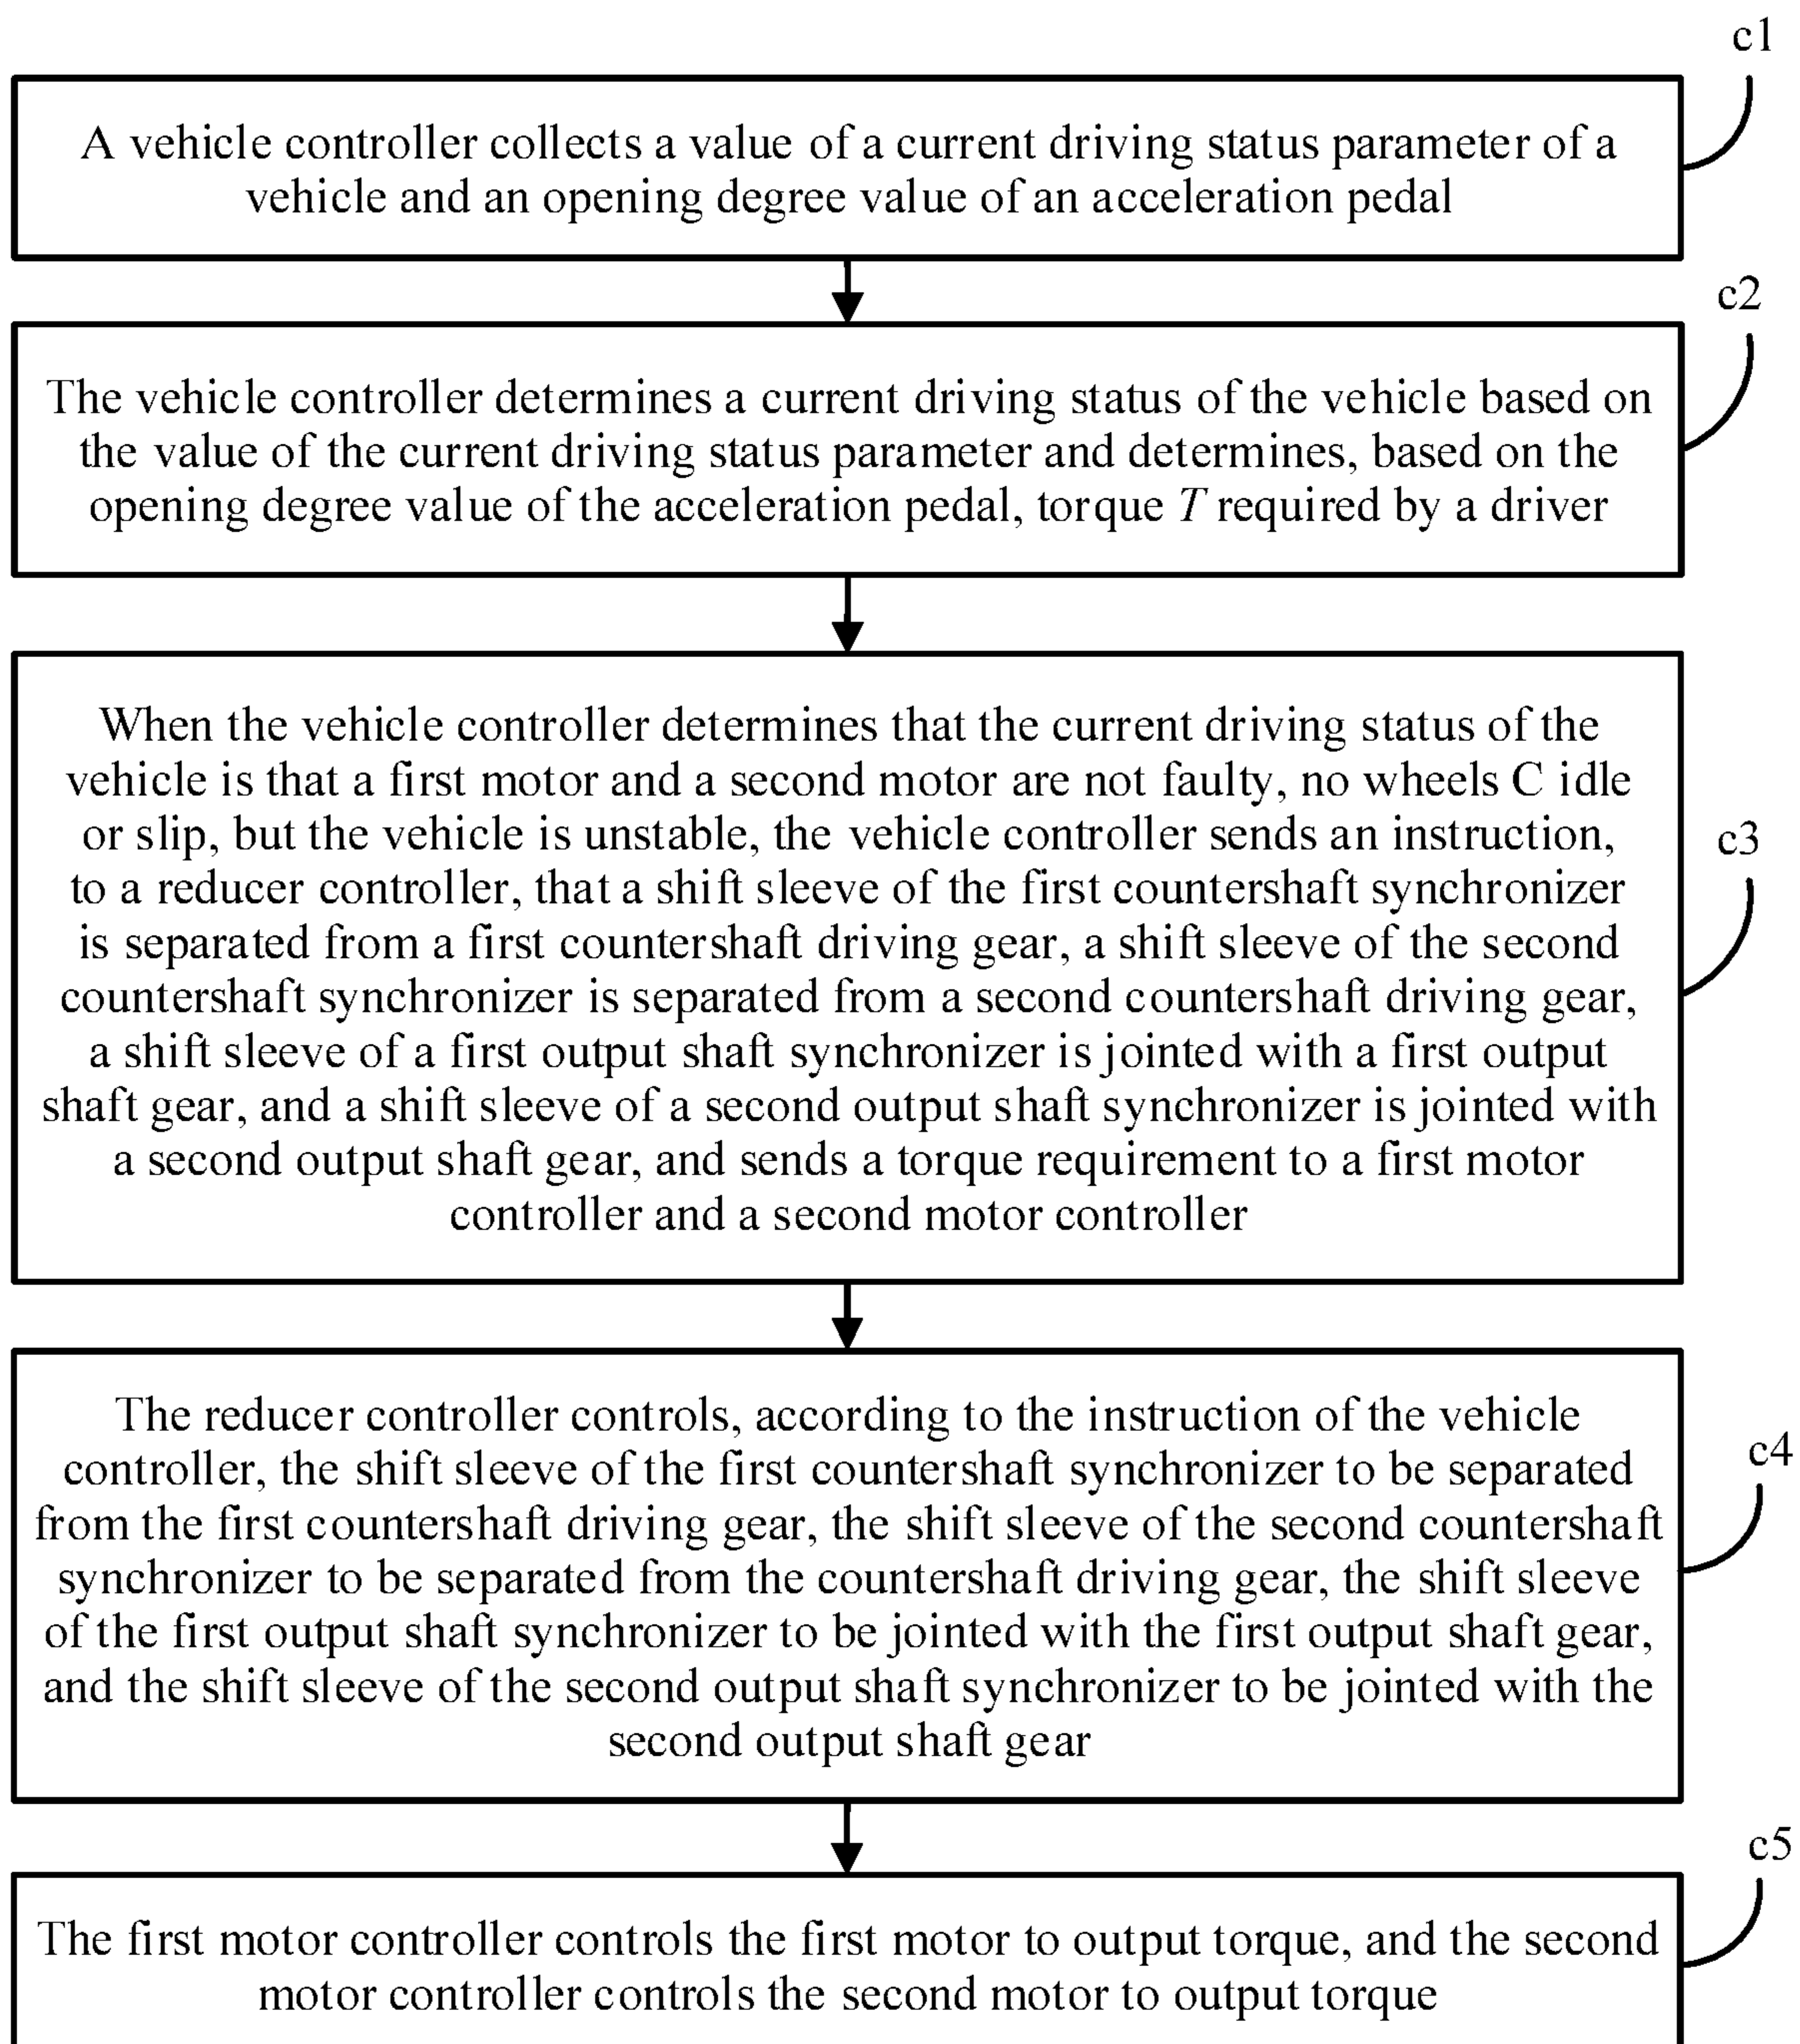 c1
A vehicle controller collects a value of a current driving status parameter of a
vehicle and an opening degree value of an acceleration pedal
c2
The vehicle controller determines a current driving status of the vehicle based on
the value of the current driving status parameter and determines, based on the
opening degree value of the acceleration pedal, torque T required by a driver
When the vehicle controller determines that the current driving status of the
vehicle is that a first motor and a second motor are not faulty, no wheels C idle
or slip, but the vehicle is unstable, the vehicle controller sends an instruction,
to a reducer controller, that a shift sleeve of the first countershaft synchronizer
is separated from a first countershaft driving gear, a shift sleeve of the second
countershaft synchronizer is separated from a second countershaft driving gear,
a shift sleeve of a first output shaft synchronizer is jointed with a first output
shaft gear, and a shift sleeve of a second output shaft synchronizer is jointed with
a second output shaft gear, and sends a torque requirement to a first motor
controller and a second motor controller
c3
The reducer controller controls, according to the instruction of the vehicle
controller, the shift sleeve of the first countershaft synchronizer to be separated
from the first countershaft driving gear, the shift sleeve of the second countershaft
synchronizer to be separated from the countershaft driving gear, the shift sleeve
of the first output shaft synchronizer to be jointed with the first output shaft gear,
and the shift sleeve of the second output shaft synchronizer to be jointed with the
second output shaft gear
c4
c5
The first motor controller controls the first motor to output torque, and the second
motor controller controls the second motor to output torque